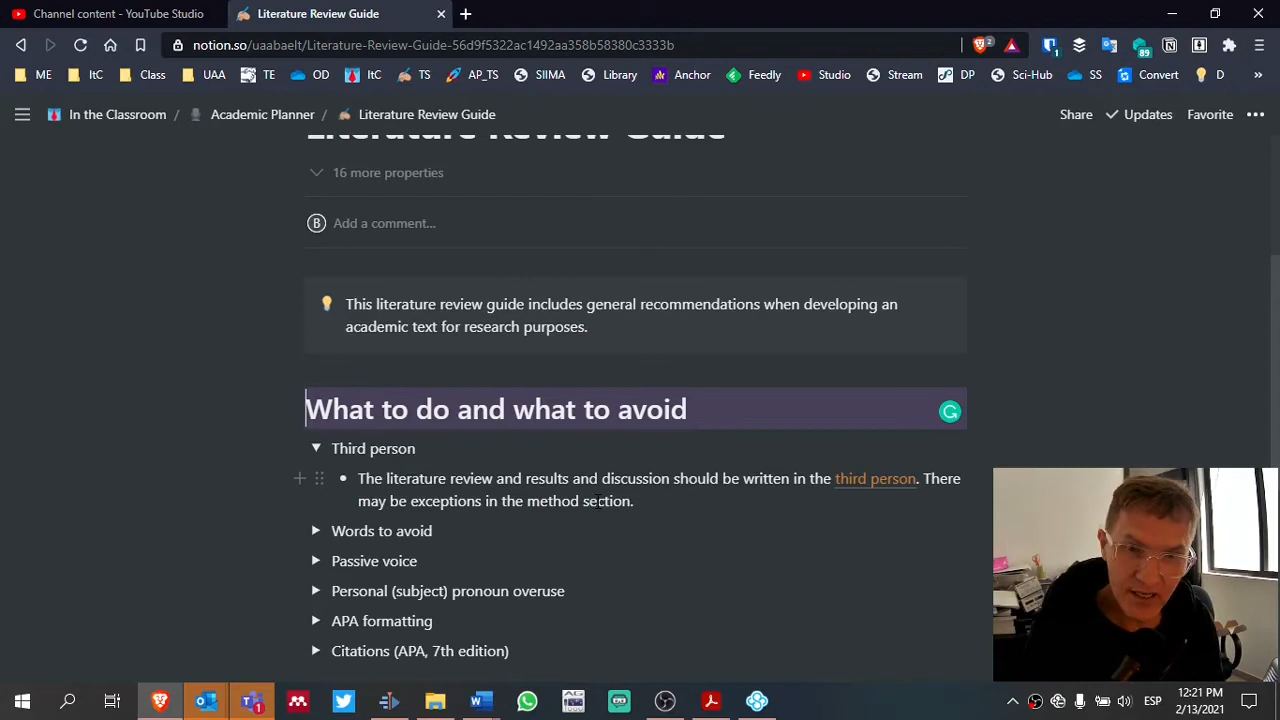 Channel content - YouTube Studio
Literature Review Guide
notion.so/uaabaelt/Literature-Review-Guide-56d9f5322ac1492aa358b58380c3333b
2
1
89
ME ItC Class UAA TE OD ItC TS AP_TS SIIMA Library Anchor Feedly Studio Stream DP Sci-Hub SS Convert D »
In the Classroom / Academic Planner / Literature Review Guide
Share Updates Favorite
Literature Review Guide
16 more properties
B Add a comment...
This literature review guide includes general recommendations when developing an
academic text for research purposes.
What to do and what to avoid
Third person
The literature review and results and discussion should be written in the third person. There
may be exceptions in the method section.
Words to avoid
Passive voice
Personal (subject) pronoun overuse
APA formatting
Citations (APA, 7th edition)
ESP
12:21 PM
2/13/2021